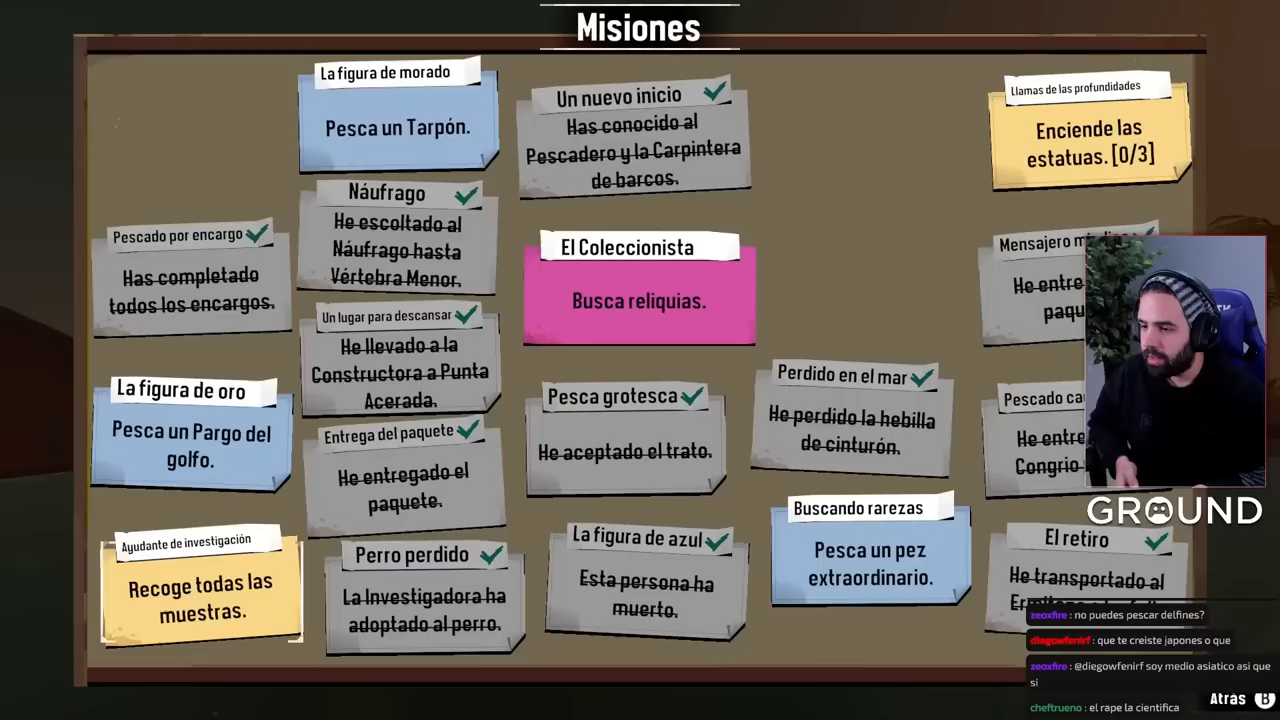 Misiones
La figura de morado
Pesca un Tarpón.
Un nuevo inicio
Has conocido al
Pescadero y la Carpintera
de barcos.
Llamas de las profundidades
Enciende las
estatuas. [0/3]
Náufrago
He escoltado al
Náufrago hasta
Vértebra Menor.
Pescado por encargo
Has completado
todos los encargos.
El Coleccionista
Busca reliquias.
Mensajero
He entre
paqu
Un lugar para descansar
He llevado a la
Constructora a Punta
Acerada.
La figura de oro
Pesca un Pargo del
golfo.
Pesca grotesca
He aceptado el trato.
Perdido en el mar
He perdido la hebilla
de cinturón.
Pescado ca
He entre
Congrio
Entrega del paquete
He entregado el
paquete.
Ayudante de investigación
Recoge todas las
muestras.
Perro perdido
La Investigadora ha
adoptado al perro.
La figura de azul
Esta persona ha
muerto.
Buscando rarezas
Pesca un pez
extraordinario.
GROUND
El retiro
He transportado al
zeoxfire : no puedes pescar delfines?
diegowfenirf : que te creiste japones o que
zeoxfire : @diegowfenirf soy medio asiatico asi que
si
cheftrueno : el rape la cientifica
Atrás B